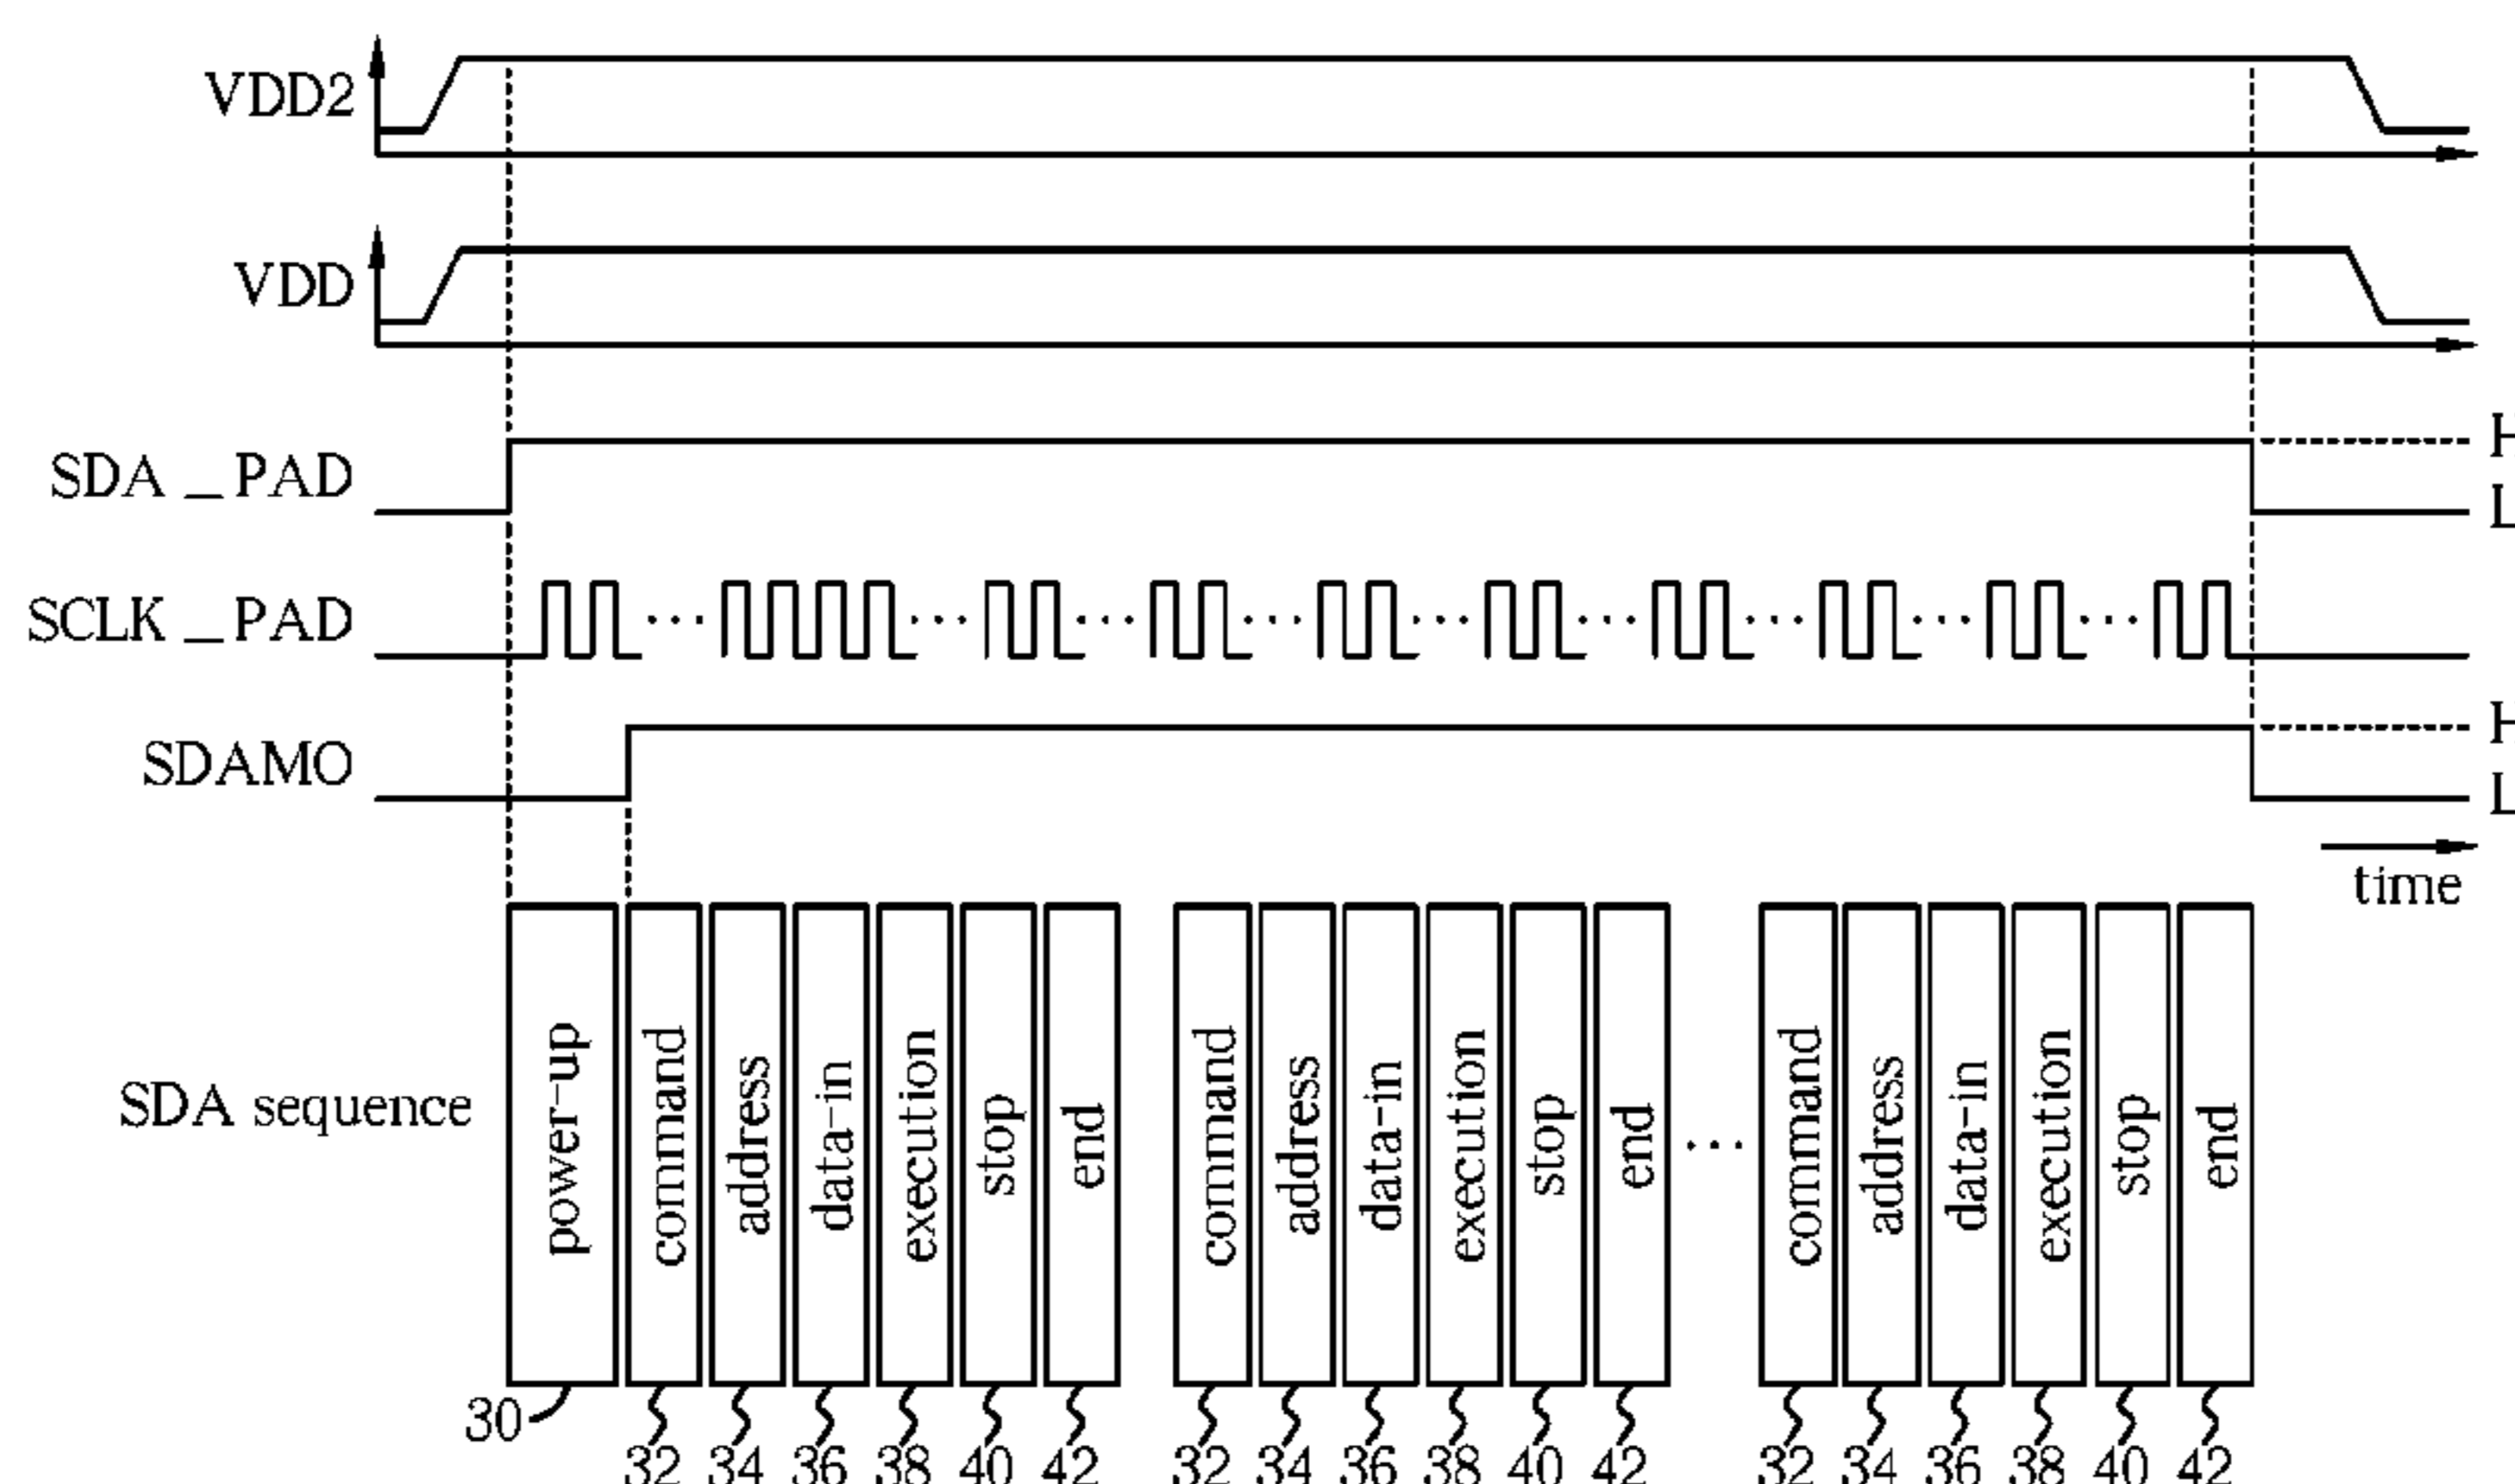 VDD2
VDD
SDA _ PAD
H
L
SCLK _ PAD
...
SDAMO
H
L
time
SDA sequence
power-up
command
address
data-in
execution
stop
end
command
address
data-in
execution
stop
end
...
command
address
data-in
execution
stop
end
30
32 34 36 38 40 42 32 34 36 38 40 42 32 34 36 38 40 42